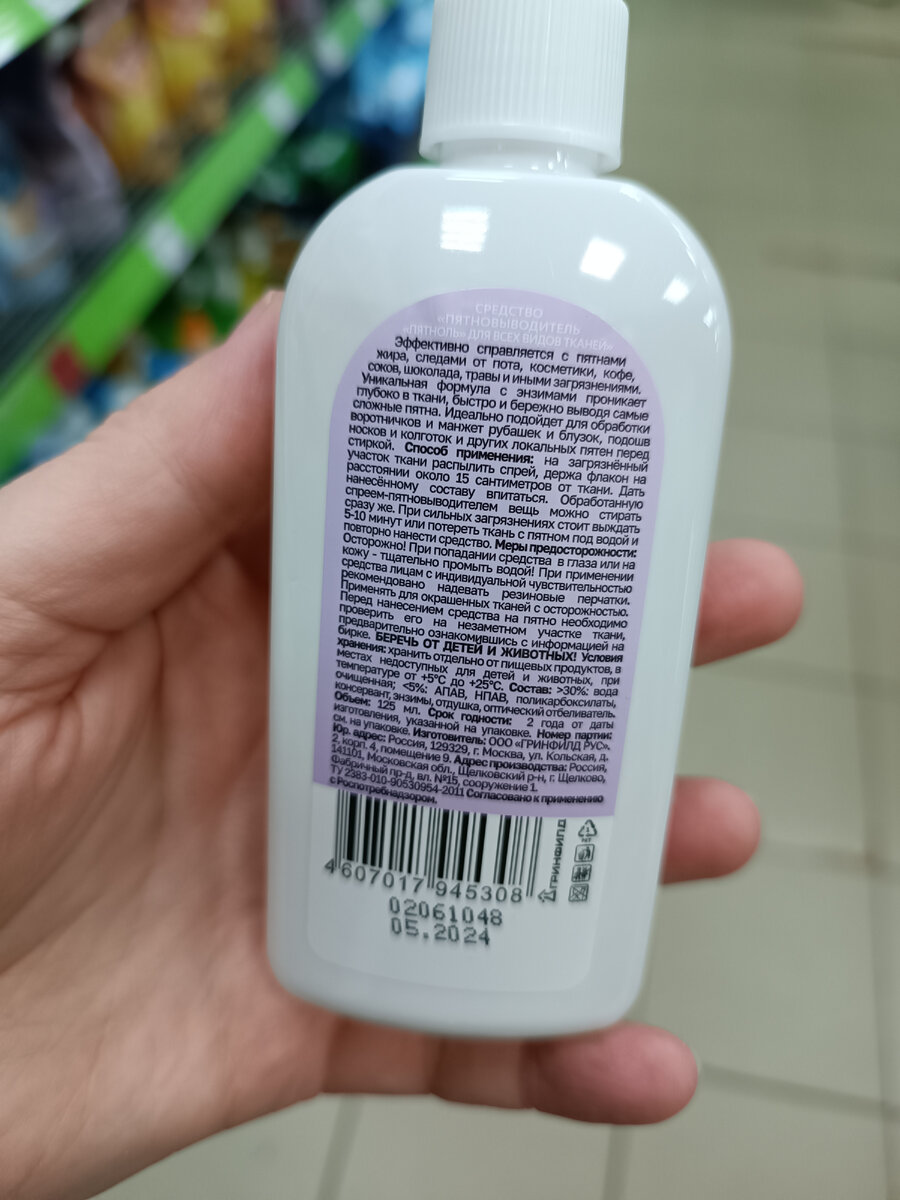 СРЕДСТВО
«ПЯТНОВЫВОДИТЕЛЬ
«ПЯТНОЛЬ» ДЛЯ ВСЕХ ВИДОВ ТКАНЕЙ»
Эффективно справляется с пятнами
жира, следами от пота, косметики, кофе,
соков, шоколада, травы и иными загрязнениями.
Уникальная формула с энзимами проникает
глубоко в ткани, быстро и бережно выводя самые
сложные пятна. Идеально подойдет для обработки
воротничков и манжет рубашек и блузок, подошв
носков и колготок и других локальных пятен перед
стиркой. Способ применения: на загрязнённый
участок ткани распылить спрей, держа флакон на
расстоянии около 15 сантиметров от ткани. Дать
нанесённому составу впитаться. Обработанную
спреем-пятновыводителем вещь можно стирать
сразу же. При сильных загрязнениях стоит выждать
5-10 минут или потереть ткань с пятном под водой и
повторно нанести средство. Меры предосторожности:
Осторожно! При попадании средства в глаза или на
кожу - тщательно промыть водой! При применении
средства лицам с индивидуальной чувствительностью
рекомендовано надевать резиновые перчатки.
Применять для окрашенных тканей с осторожностью.
Перед нанесением средства на пятно необходимо
проверить его на незаметном участке ткани,
предварительно ознакомившись с информацией на
бирке. БЕРЕЧЬ ОТ ДЕТЕЙ И ЖИВОТНЫХ! Условия
хранения: хранить отдельно от пищевых продуктов, в
местах недоступных для детей и животных, при
температуре от +5°C до +25°C. Состав: >30%: вода
очищенная; <5%: АПАВ, НПАВ, поликарбоксилаты,
консервант, энзимы, отдушка, оптический отбеливатель.
Объем: 125 мл. Срок годности: 2 года от даты
изготовления, указанной на упаковке. Номер партии:
см. на упаковке. Изготовитель: ООО «ГРИНФИЛД РУС».
Юр. адрес: Россия, 129329, г. Москва, ул. Кольская, д.
2, корп. 4, помещение 9. Адрес производства: Россия,
141101, Московская обл., Щелковский р-н, г. Щелково,
Фабричный пр-д, вл. №15, сооружение 1.
ТУ 2383-010-90530954-2011 Согласовано к применению
с Роспотребнадзором.
4 607017 945308
ГРИНФИЛД
02061048
05.2024